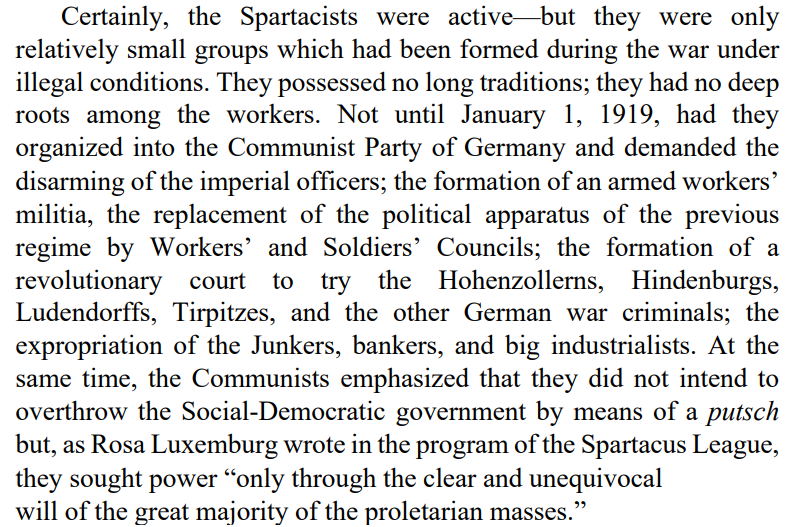 Certainly, the Spartacists were active—but they were only
relatively small groups which had been formed during the war under
illegal conditions. They possessed no long traditions; they had no deep
roots among the workers. Not until January 1, 1919, had they
organized into the Communist Party of Germany and demanded the
disarming of the imperial officers; the formation of an armed workers’
militia, the replacement of the political apparatus of the previous
regime by Workers’ and Soldiers’ Councils; the formation of a
revolutionary court to try the Hohenzollerns, Hindenburgs,
Ludendorffs, Tirpitzes, and the other German war criminals; the
expropriation of the Junkers, bankers, and big industrialists. At the
same time, the Communists emphasized that they did not intend to
overthrow the Social-Democratic government by means of a putsch
but, as Rosa Luxemburg wrote in the program of the Spartacus League,
they sought power “only through the clear and unequivocal
will of the great majority of the proletarian masses.”